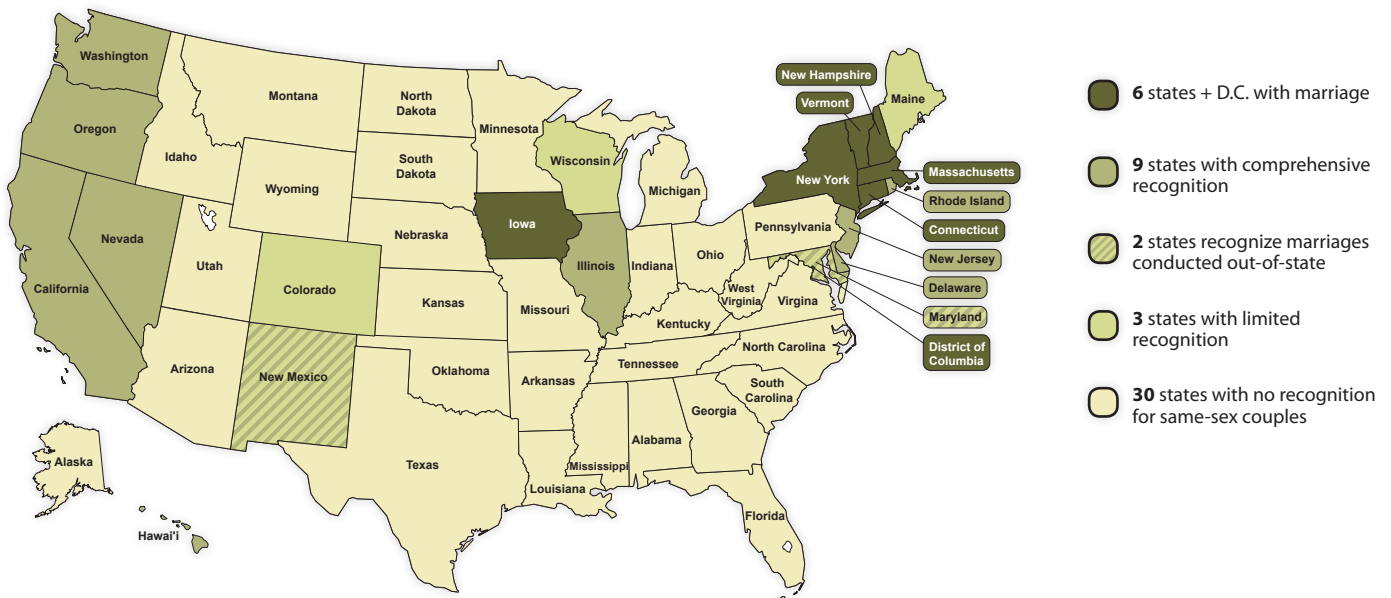 Washington
Oregon
California
Nevada
Idaho
Montana
Wyoming
Utah
Arizona
Colorado
New Mexico
North
Dakota
South
Dakota
Nebraska
Kansas
Oklahoma
Texas
Minnesota
Iowa
Missouri
Arkansas
Louisiana
Wisconsin
Illinois
Michigan
Indiana
Ohio
Kentucky
Tennessee
Mississippi
Alabama
Georgia
Florida
South
Carolina
North Carolina
Virgina
West
Virginia
Pennsylvania
New York
Maine
New Hampshire
Vermont
Massachusetts
Rhode Island
Connecticut
New Jersey
Delaware
Maryland
District of
Columbia
Alaska
Hawai'i
6 states + D.C. with marriage
9 states with comprehensive
recognition
2 states recognize marriages
conducted out-of-state
3 states with limited
recognition
30 states with no recognition
for same-sex couples